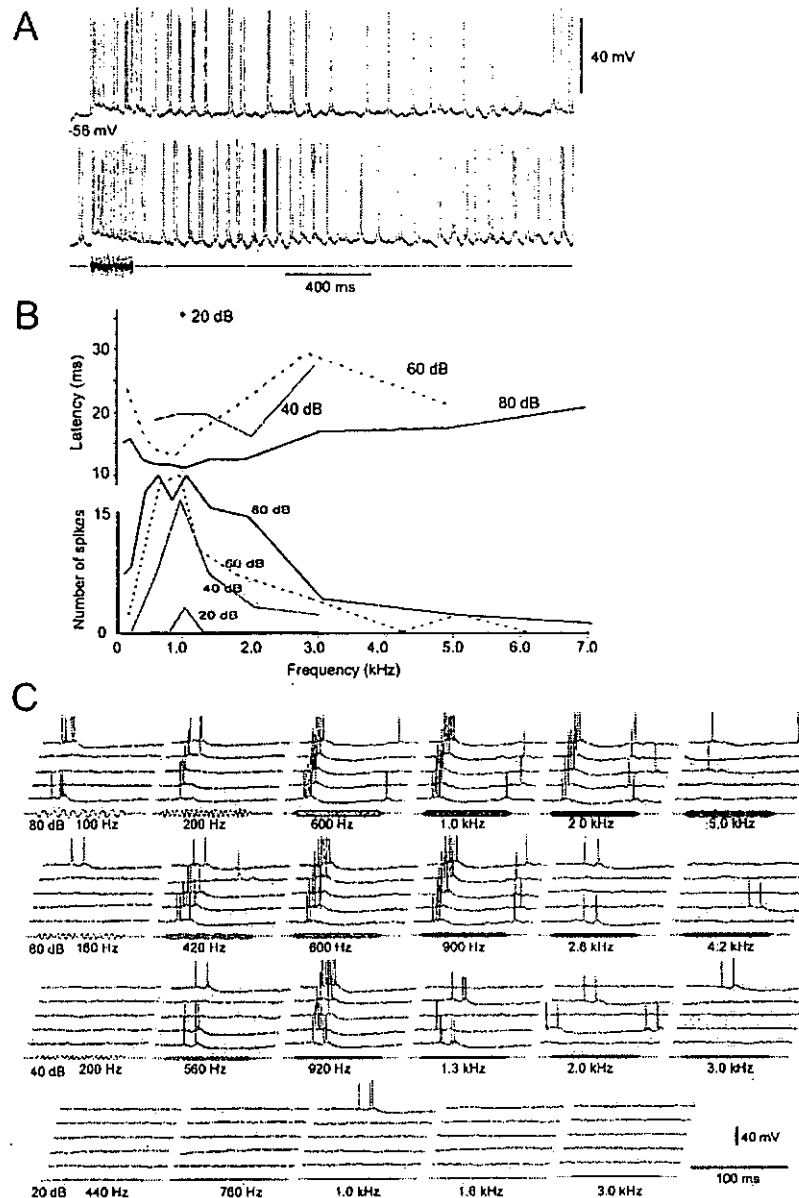 A
40 mV
-56 mV
400 ms
B
20 dB
30
60 dB
40 dB
80 dB
20
10
Latency (ms)
15
80 dB
60 dB
40 dB
20 dB
0
Number of spikes
0 1.0 2.0 3.0 4.0 5.0 6.0 7.0
Frequency (kHz)
C
80 dB 100 Hz 200 Hz 600 Hz 1.0 kHz 2.0 kHz 5.0 kHz
60 dB 160 Hz 420 Hz 600 Hz 900 Hz 2.6 kHz 4.2 kHz
40 dB 200 Hz 560 Hz 920 Hz 1.3 kHz 2.0 kHz 3.0 kHz
40 mV
100 ms
20 dB 440 Hz 760 Hz 1.0 kHz 1.6 kHz 3.0 kHz